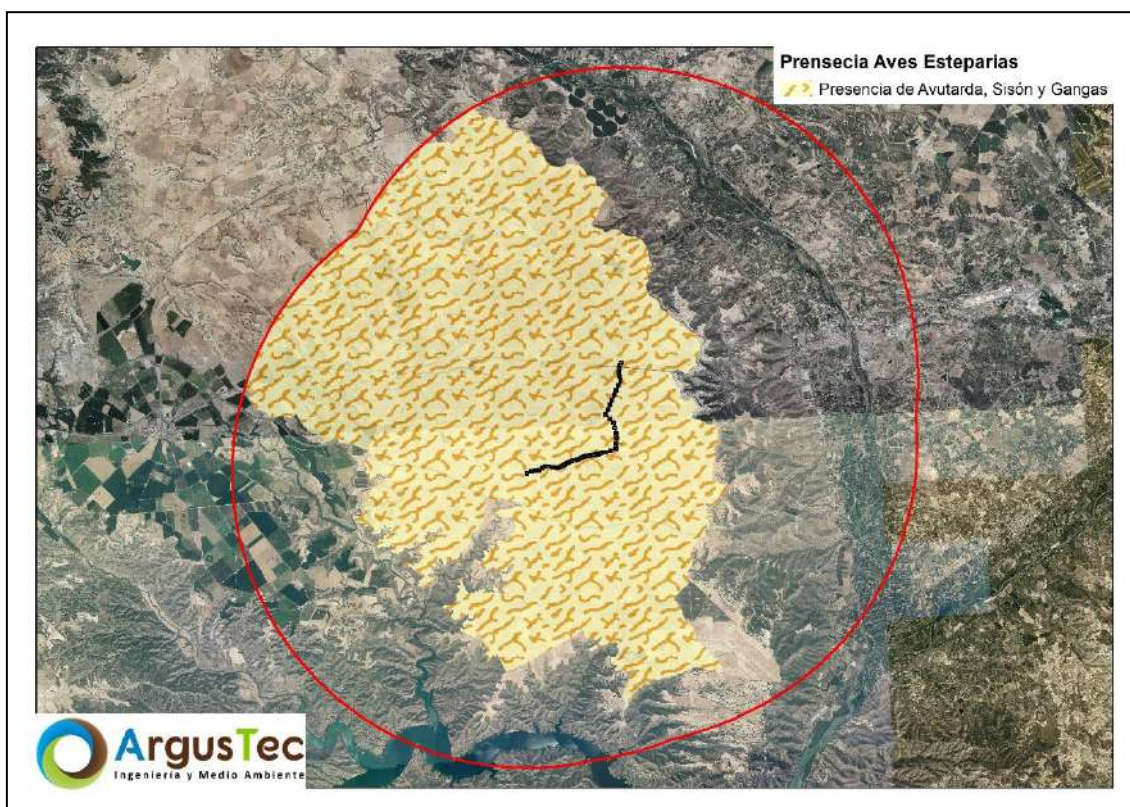 Prensecia Aves Esteparias
Presencia de Avutarda, Sisón y Gangas
ArgusTec
Ingeniería y Medio Ambiente